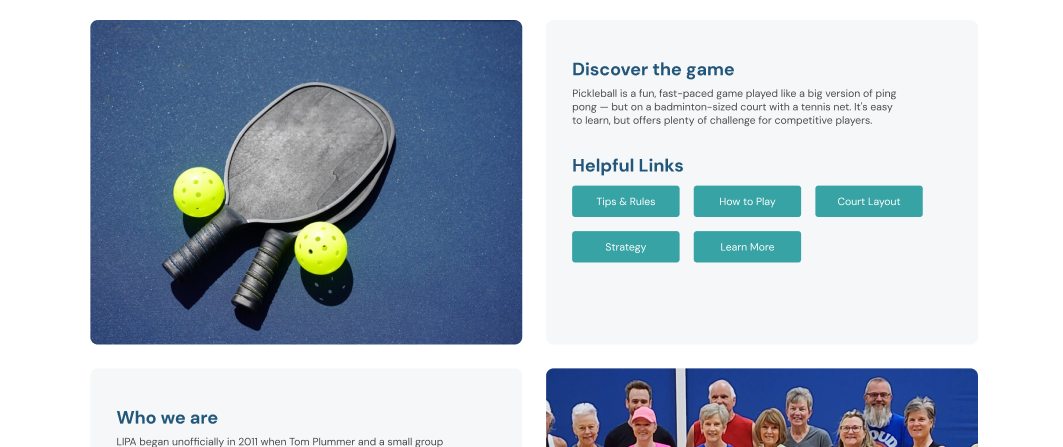 Discover the game
Pickleball is a fun, fast-paced game played like a big version of ping
pong — but on a badminton-sized court with a tennis net. It's easy
to learn, but offers plenty of challenge for competitive players.
Helpful Links
Tips & Rules
How to Play
Court Layout
Strategy
Learn More
Who we are
LIPA began unofficially in 2011 when Tom Plummer and a small group